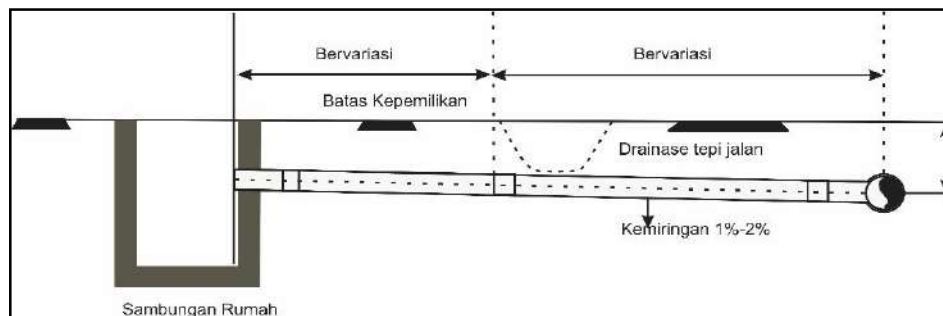 Bervariasi
Bervariasi
Batas Kepemilikan
Drainase tepi jalan
Kemiringan 1%-2%
Sambungan Rumah